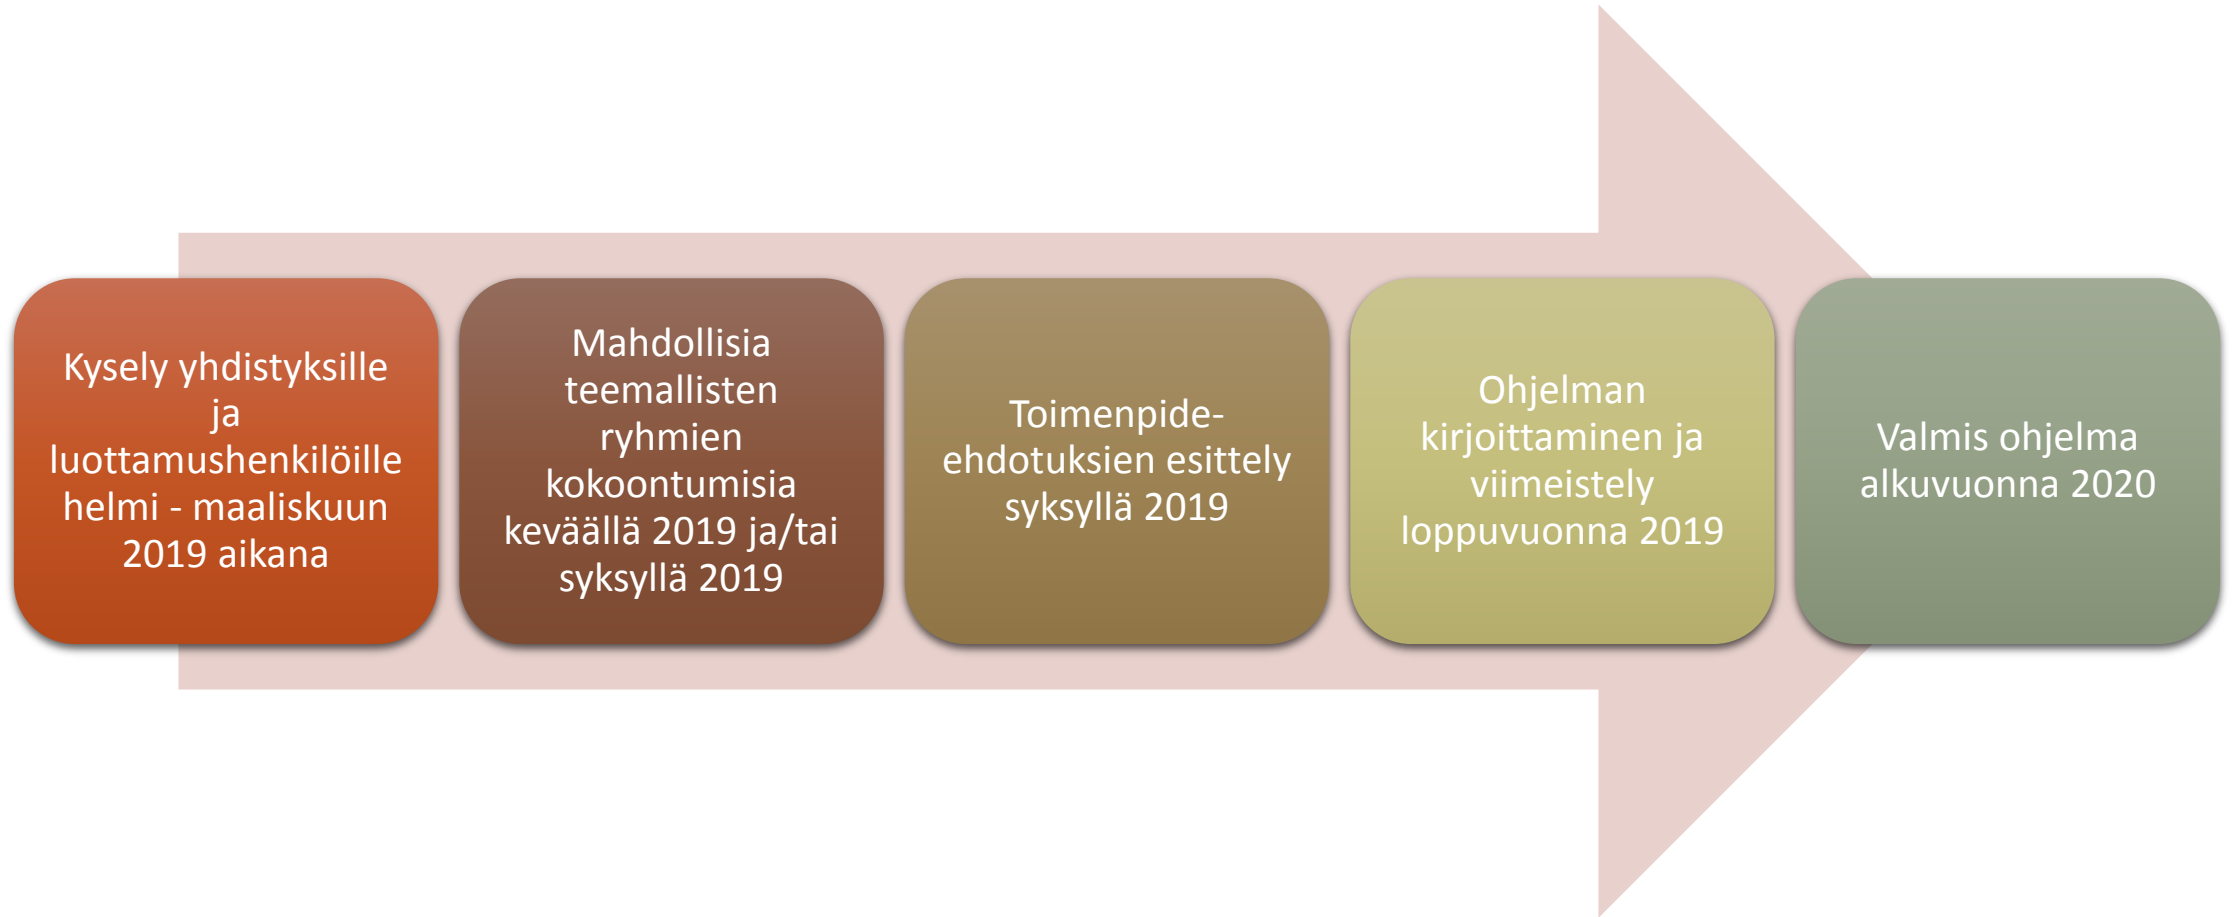 Kysely yhdistyksille
ja
luottamushenkilöille
helmi - maaliskuun
2019 aikana
Mahdollisia
teemallisten
ryhmien
kokoontumisia
keväällä 2019 ja/tai
syksyllä 2019
Toimenpide-
ehdotuksien esittely
syksyllä 2019
Ohjelman
kirjoittaminen ja
viimeistely
loppuvuonna 2019
Valmis ohjelma
alkuvuonna 2020